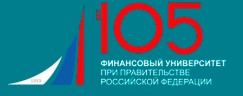 105
ФИНАНСОВЫЙ УНИВЕРСИТЕТ
ПРИ ПРАВИТЕЛЬСТВЕ
РОССИЙСКОЙ ФЕДЕРАЦИИ